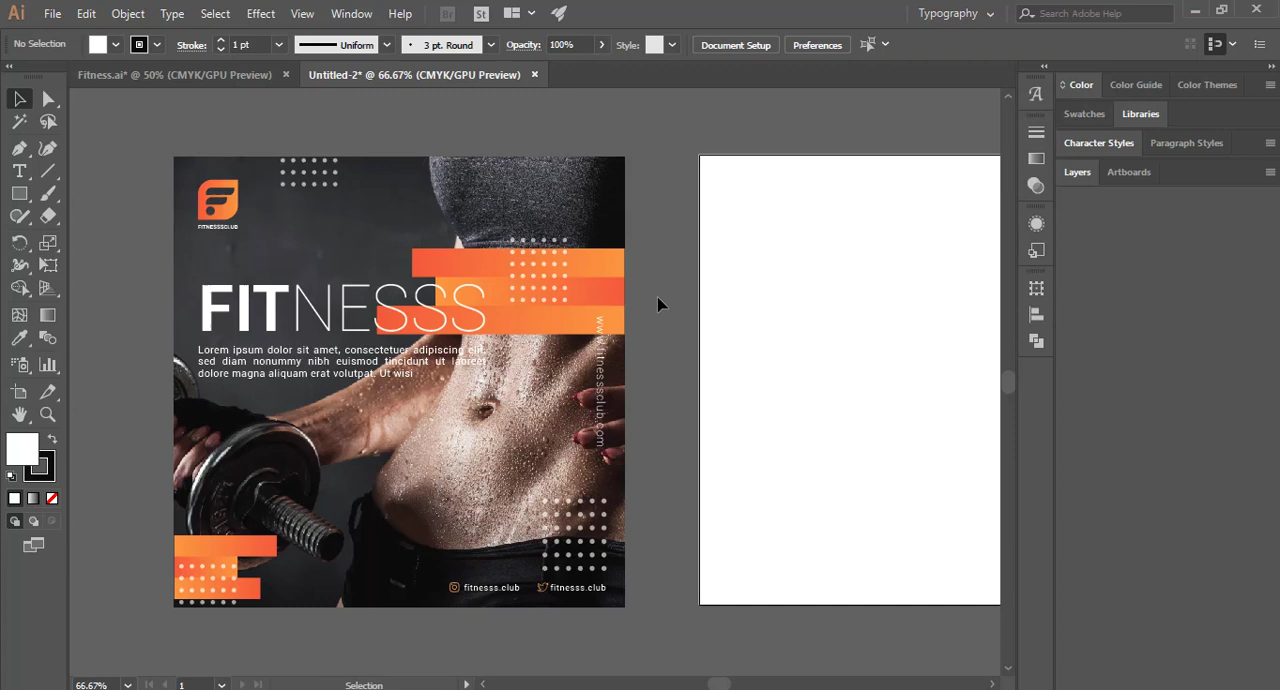 Ai File Edit Object Type Select Effect View Window Help Br St Typography Search Adobe Help
No Selection Stroke: 1 pt Uniform 3 pt. Round Opacity: 100% Style: Document Setup Preferences
Fitness.ai* @ 50% (CMYK/GPU Preview) × Untitled-2* @ 66.67% (CMYK/GPU Preview) ×
Color Color Guide Color Themes
Swatches Libraries
Character Styles Paragraph Styles
Layers Artboards
FITNESSSCLUB
FITNESSS
Lorem ipsum dolor sit amet, consectetuer adipiscing elit,
sed diam nonummy nibh euismod tincidunt ut laoreet
dolore magna aliquam erat volutpat. Ut wisi
www.fitnesssclub.com
fitnesss.club fitnesss.club
66.67% 1 Selection